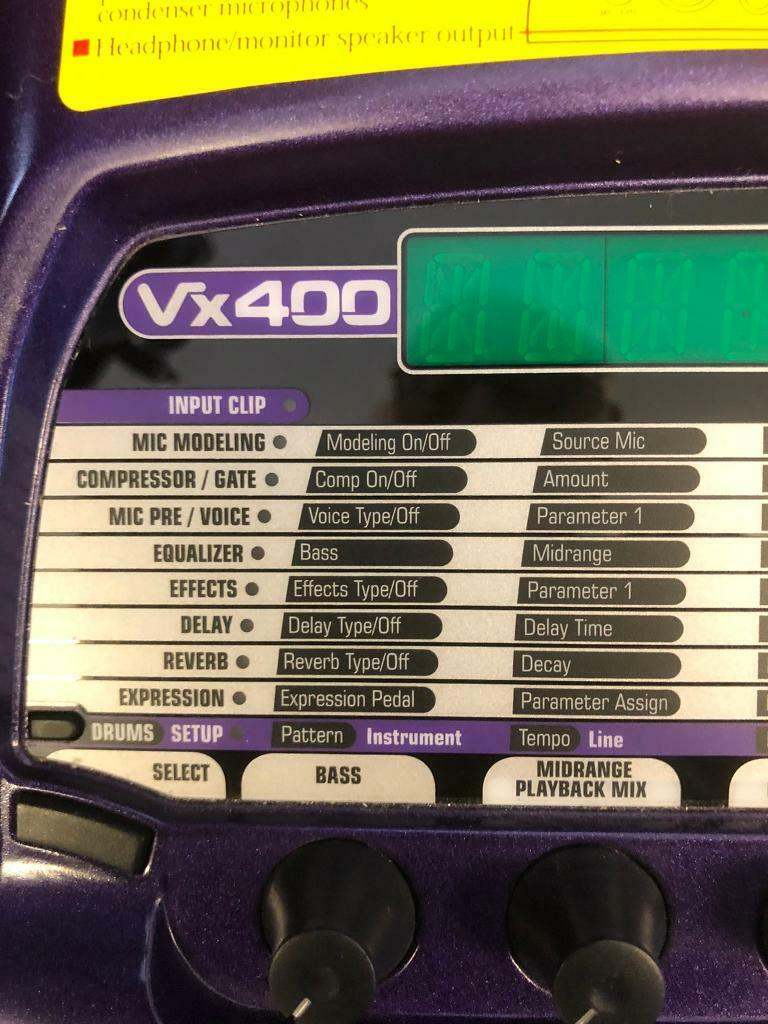 condenser microphones
Headphone/monitor speaker output
Vx400
INPUT CLIP
MIC MODELING Modeling On/Off Source Mic
COMPRESSOR / GATE Comp On/Off Amount
MIC PRE / VOICE Voice Type/Off Parameter 1
EQUALIZER Bass Midrange
EFFECTS Effects Type/Off Parameter 1
DELAY Delay Type/Off Delay Time
REVERB Reverb Type/Off Decay
EXPRESSION Expression Pedal Parameter Assign
DRUMS SETUP Pattern Instrument Tempo Line
SELECT BASS MIDRANGE
PLAYBACK MIX